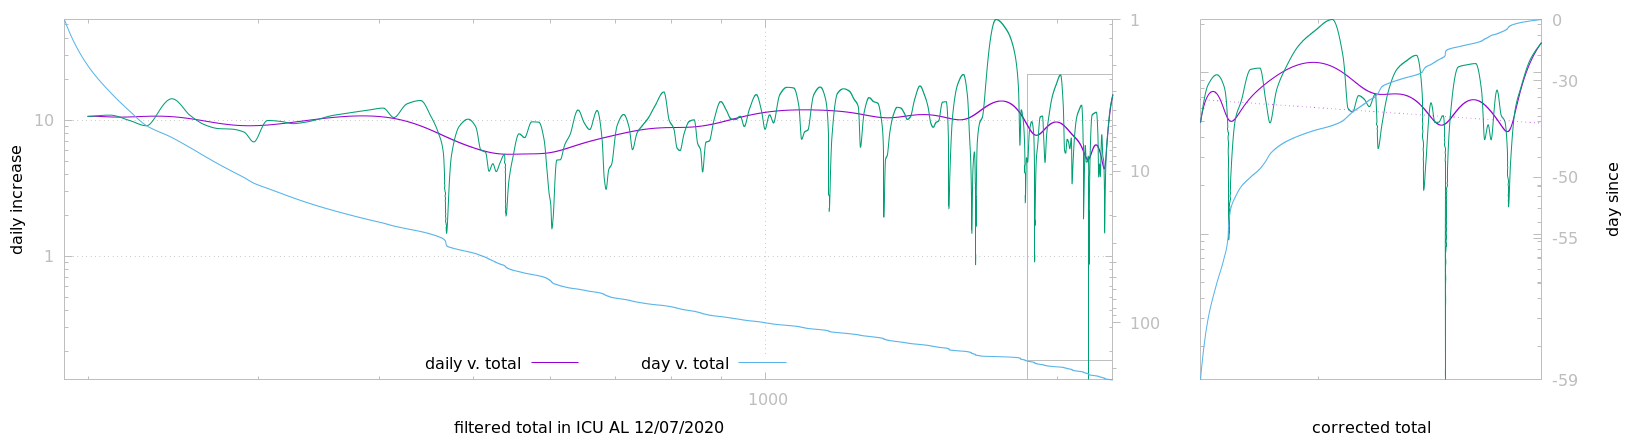 1
0
10
-30
daily increase
10
-50
day since
-55
1
100
daily v. total
day v. total
-59
1000
filtered total in ICU AL 12/07/2020
corrected total